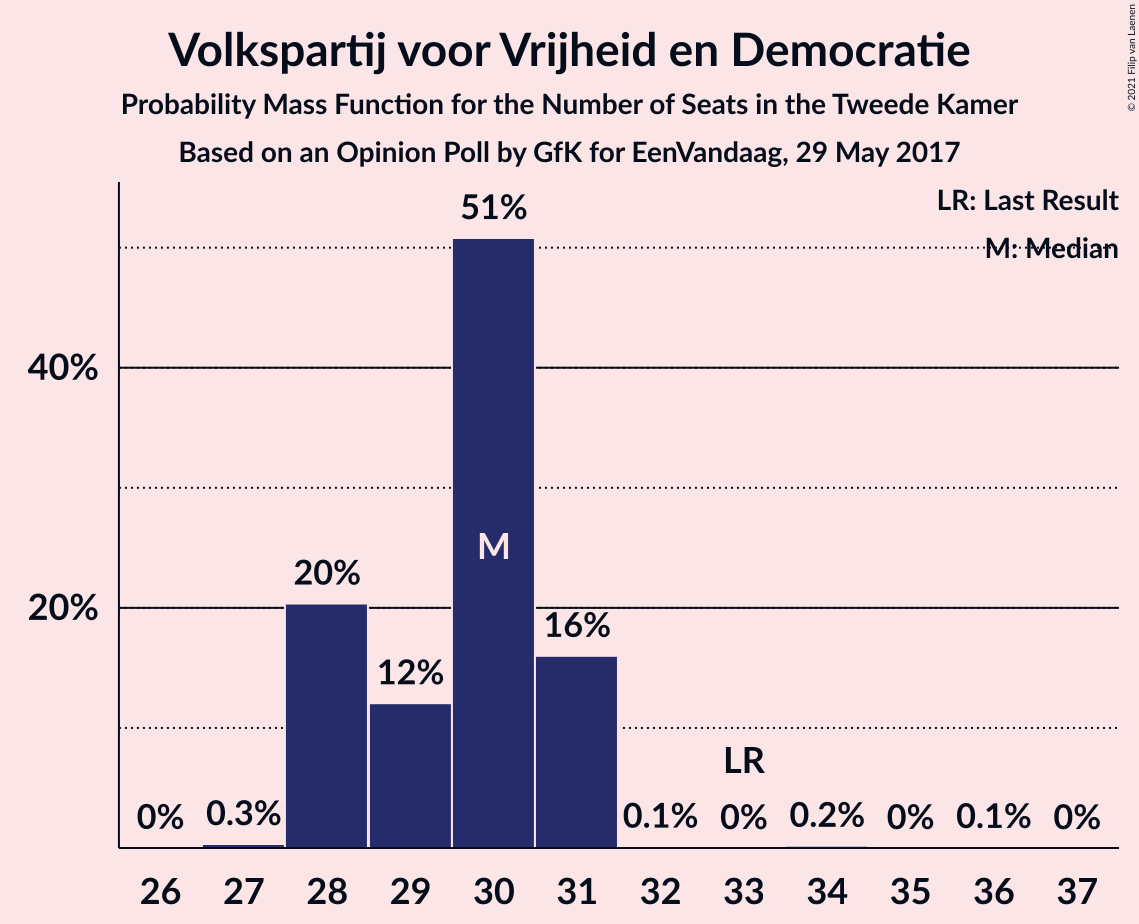 Volkspartij voor Vrijheid en Democratie
Probability Mass Function for the Number of Seats in the Tweede Kamer
Based on an Opinion Poll by GfK for EenVandaag, 29 May 2017
© 2021 Filip van Laenen
LR: Last Result
M: Median
51%
40%
M
20%
20%
16%
12%
LR
0% 0.3% 0.1% 0% 0.2% 0% 0.1% 0%
26 27 28 29 30 31 32 33 34 35 36 37